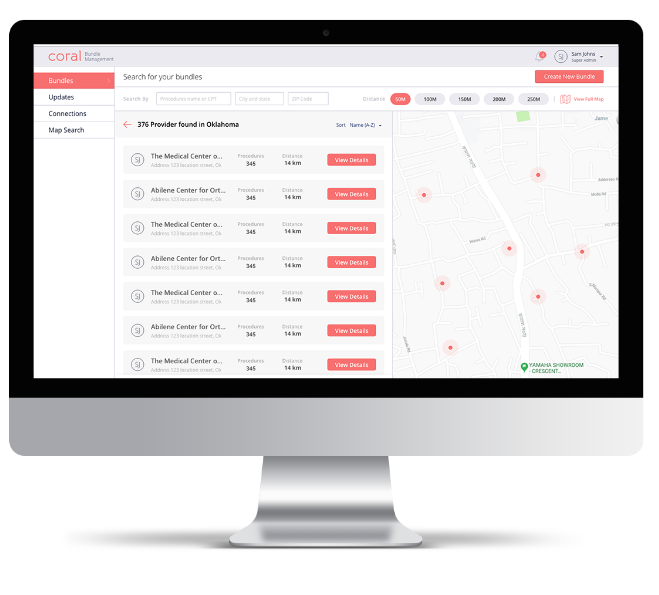 coral Bundle Management
SJ Sam Johns
Super Admin
Bundles
Updates
Connections
Map Search
Search for your bundles
Create New Bundle
Search By
Procedures name or CPT
City and state
ZIP Code
Distance
50M
100M
150M
200M
250M
View Full Map
376 Provider found in Oklahoma
Sort Name (A-Z)
SJ The Medical Center o... Procedures Distance View Details
Address 123 location street, Ok 345 14 km
SJ Abilene Center for Ort... Procedures Distance View Details
Address 123 location street, Ok 345 14 km
SJ The Medical Center o... Procedures Distance View Details
Address 123 location street, Ok 345 14 km
SJ Abilene Center for Ort... Procedures Distance View Details
Address 123 location street, Ok 345 14 km
SJ The Medical Center o... Procedures Distance View Details
Address 123 location street, Ok 345 14 km
SJ Abilene Center for Ort... Procedures Distance View Details
Address 123 location street, Ok 345 14 km
SJ The Medical Center o... Procedures Distance View Details
Address 123 location street, Ok 345 14 km
YAMAHA SHOWROOM
- CRESCENT...